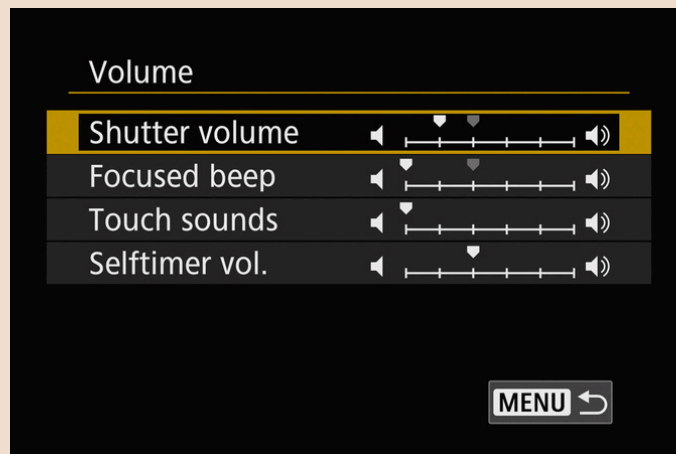 Volume
Shutter volume
Focused beep
Touch sounds
Selftimer vol.
MENU